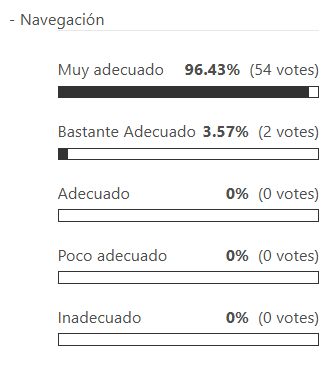 - Navegación
Muy adecuado 96.43% (54 votes)
Bastante Adecuado 3.57% (2 votes)
Adecuado 0% (0 votes)
Poco adecuado 0% (0 votes)
Inadecuado 0% (0 votes)